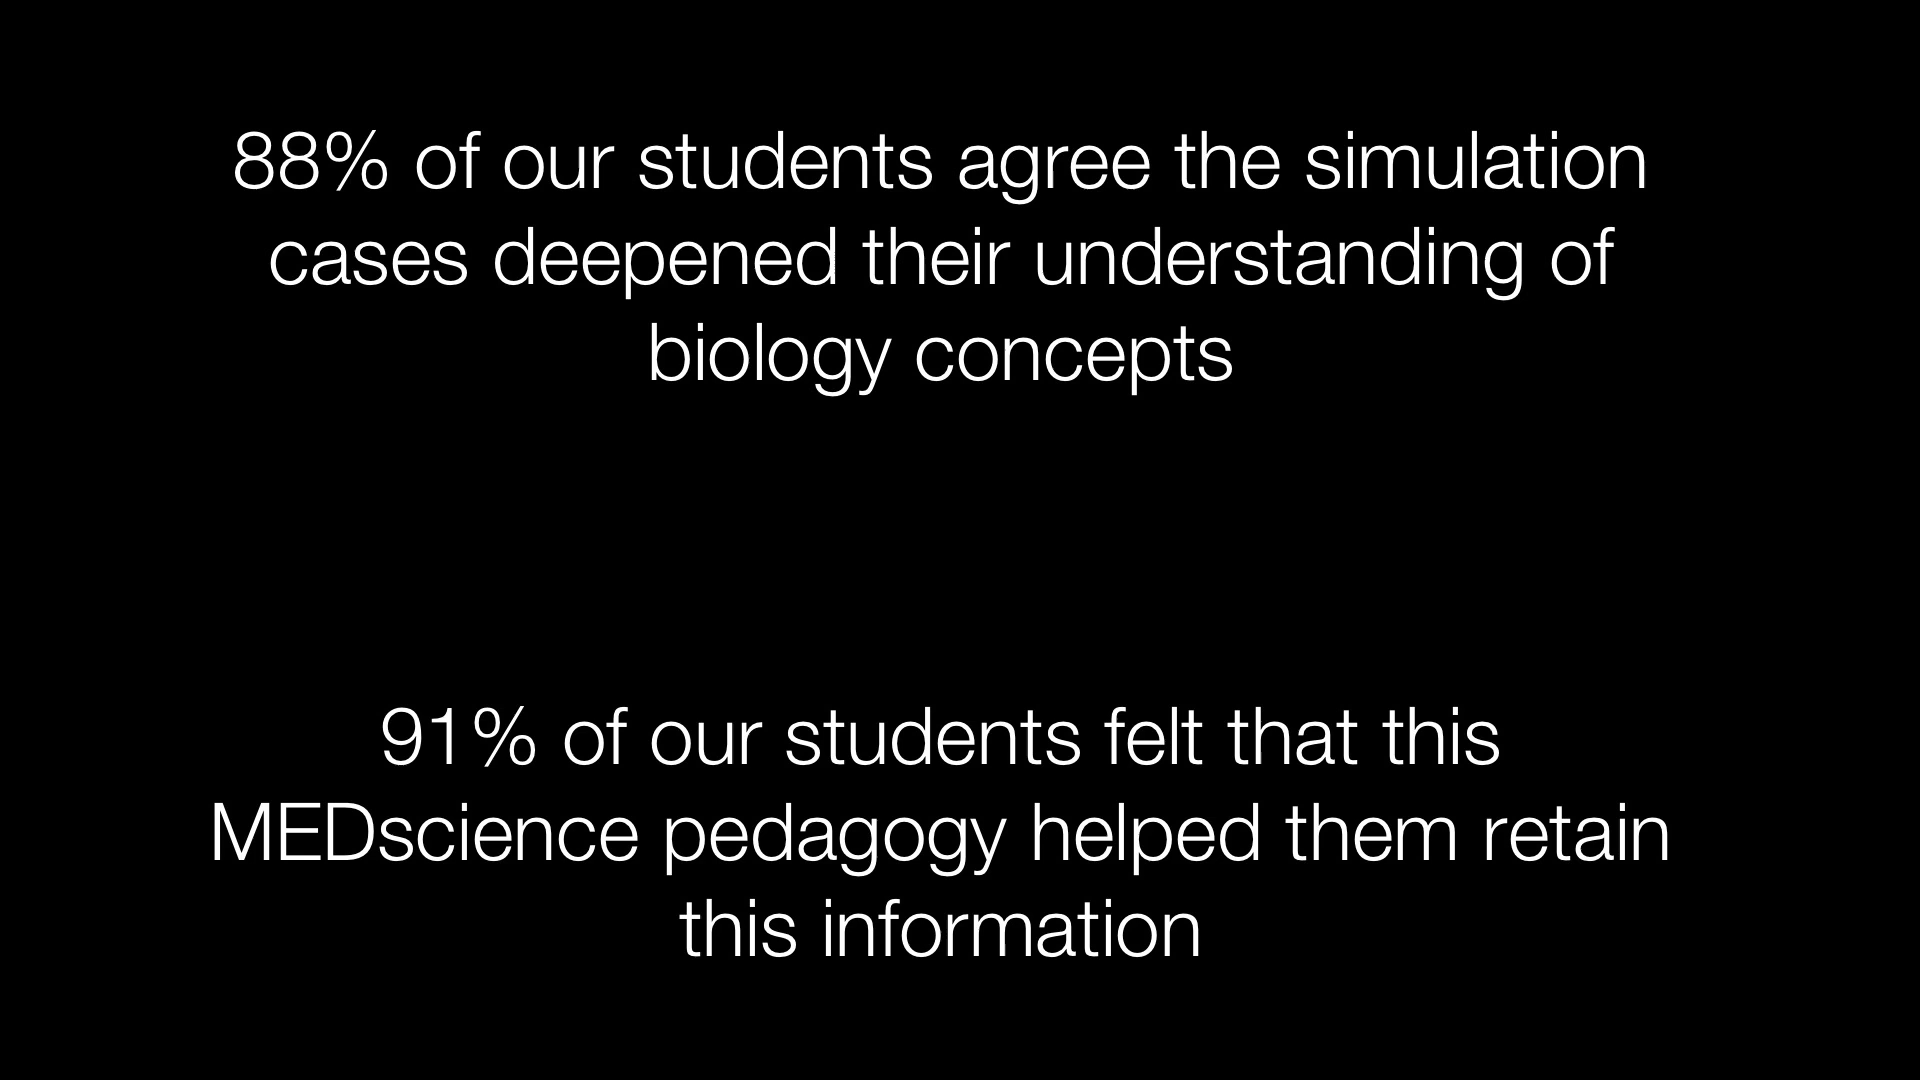 88% of our students agree the simulation
cases deepened their understanding of
biology concepts
91% of our students felt that this
MEDscience pedagogy helped them retain
this information